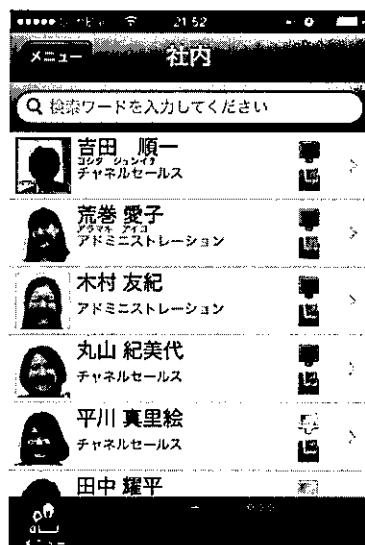 21:52
メニュー
社内
検索ワードを入力してください
吉田 順一
ヨシダ ジュンイチ
チャネルセールス
荒巻 愛子
アラマキ アイコ
アドミニストレーション
木村 友紀
アドミニストレーション
丸山 紀美代
チャネルセールス
平川 真里絵
チャネルセールス
田中 耀平
メニュー